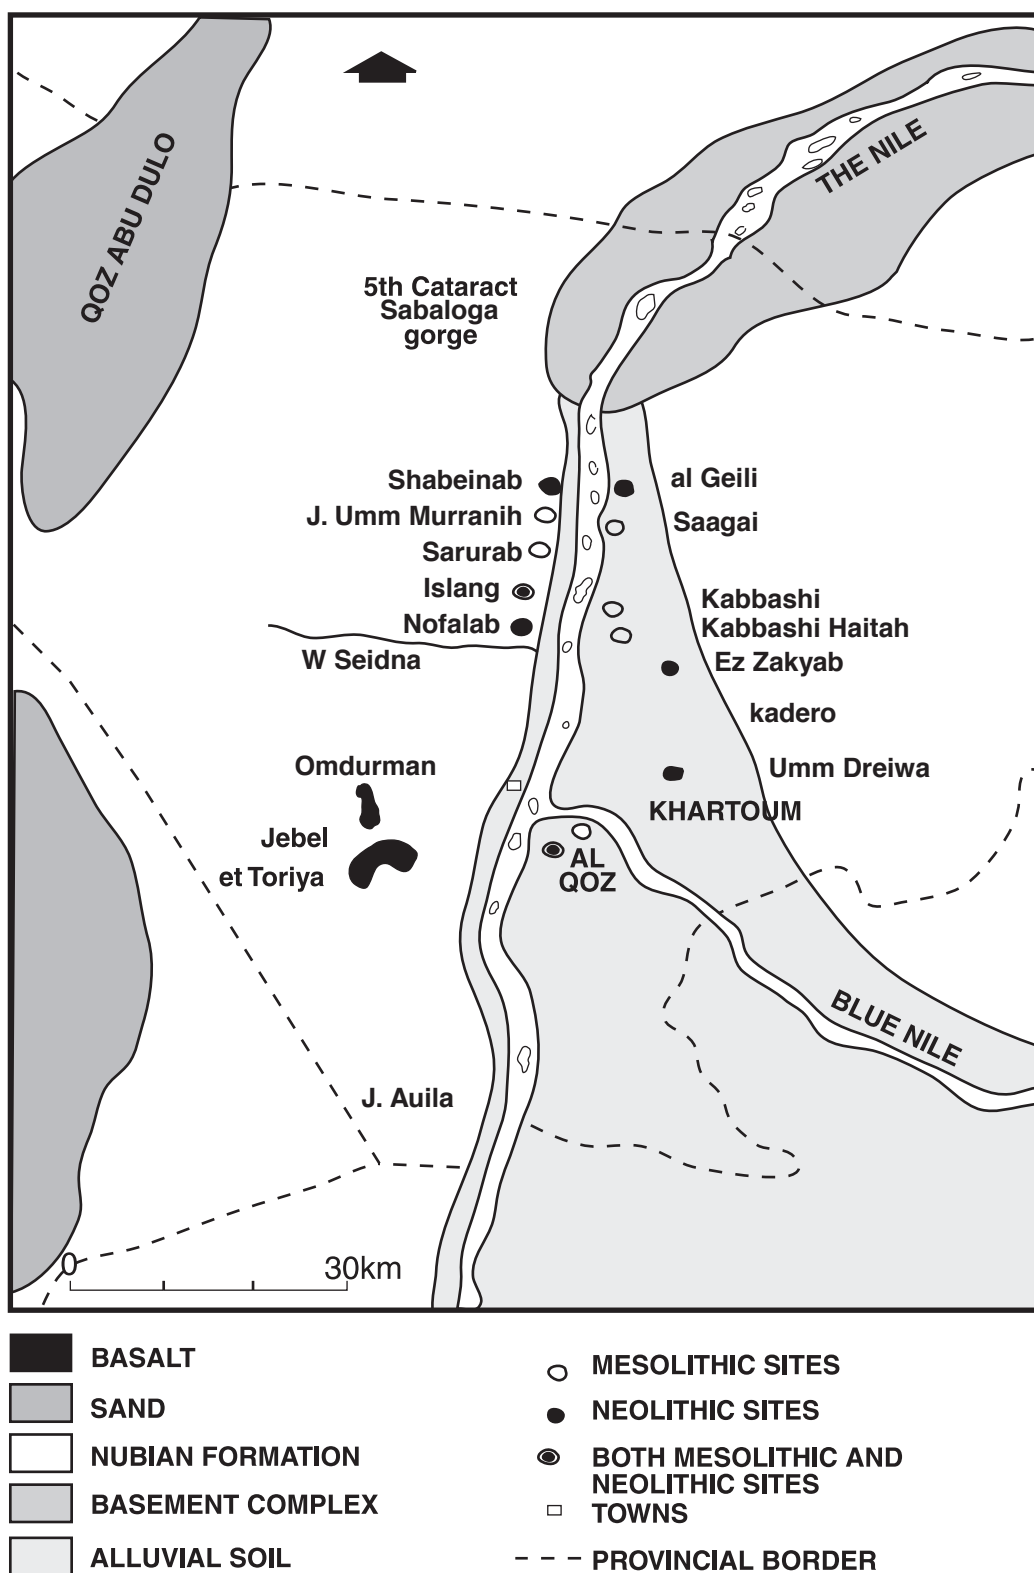 QOZ ABU DULO
THE NILE
5th Cataract
Sabaloga
gorge
Shabeinab
al Geili
J. Umm Murranih
Saagai
Sarurab
Islang
Kabbashi
Nofalab
Kabbashi Haitah
W Seidna
Ez Zakyab
kadero
Omdurman
Umm Dreiwa
KHARTOUM
Jebel
et Toriya
AL
QOZ
BLUE NILE
J. Auila
30km
BASALT
SAND
NUBIAN FORMATION
BASEMENT COMPLEX
ALLUVIAL SOIL
MESOLITHIC SITES
NEOLITHIC SITES
BOTH MESOLITHIC AND
NEOLITHIC SITES
TOWNS
PROVINCIAL BORDER